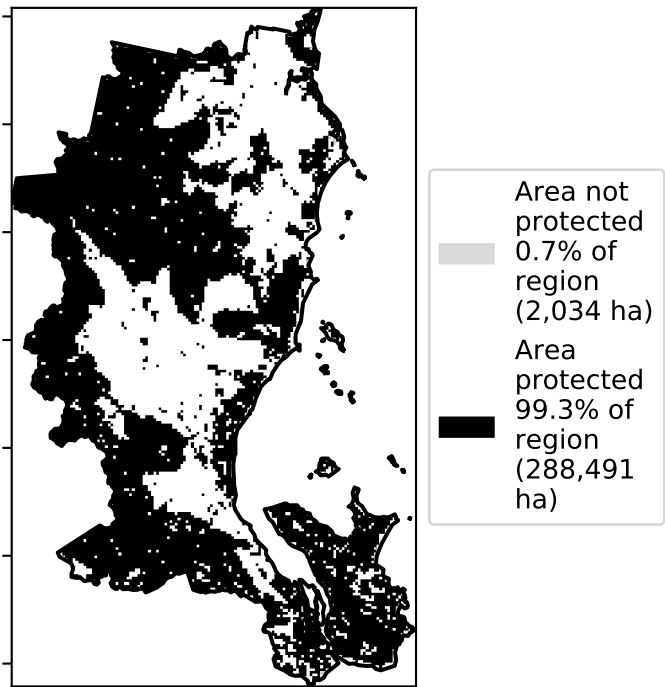 Area not
protected
0.7% of
region
(2,034 ha)
Area
protected
99.3% of
region
(288,491
ha)